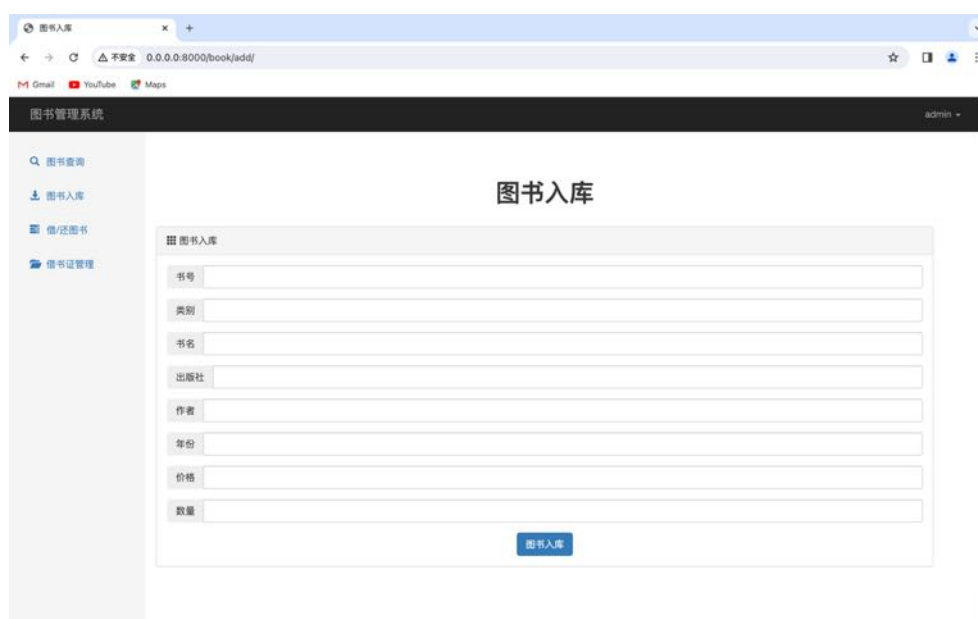 图书入库
不安全 0.0.0.0:8000/book/add/
Gmail YouTube Maps
图书管理系统 admin
图书查询
图书入库
借/还图书
借书证管理
图书入库
图书入库
书号
类别
书名
出版社
作者
年份
价格
数量
图书入库